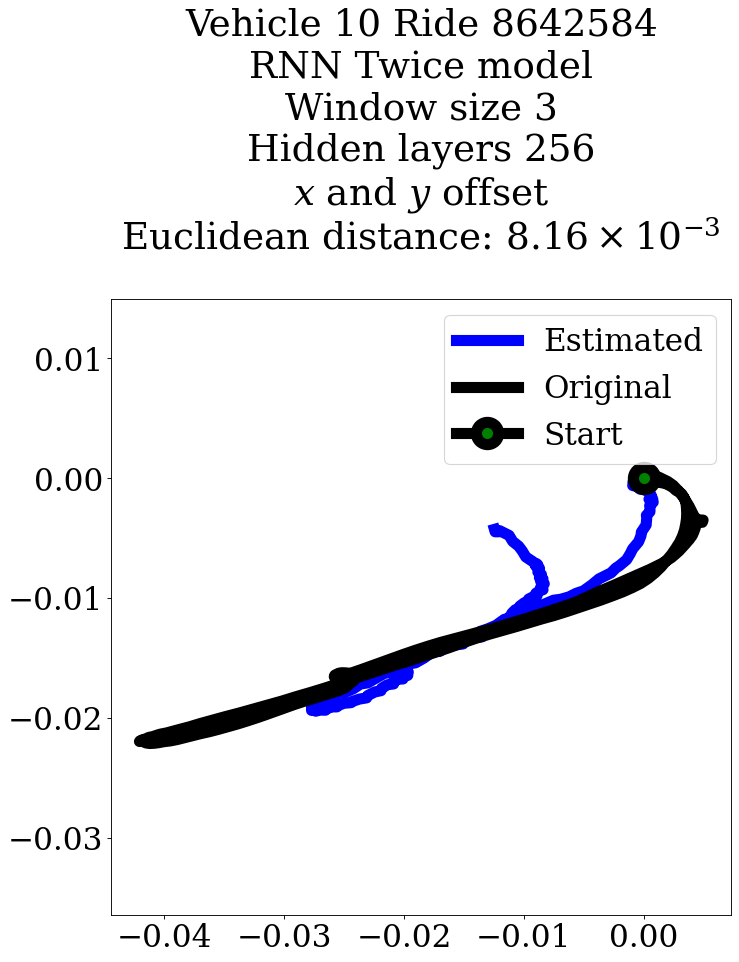 Vehicle 10 Ride 8642584
RNN Twice model
Window size 3
Hidden layers 256
x and y offset
Euclidean distance: 8.16 × 10⁻³
Estimated
Original
Start
0.01
0.00
−0.01
−0.02
−0.03
−0.04 −0.03 −0.02 −0.01 0.00